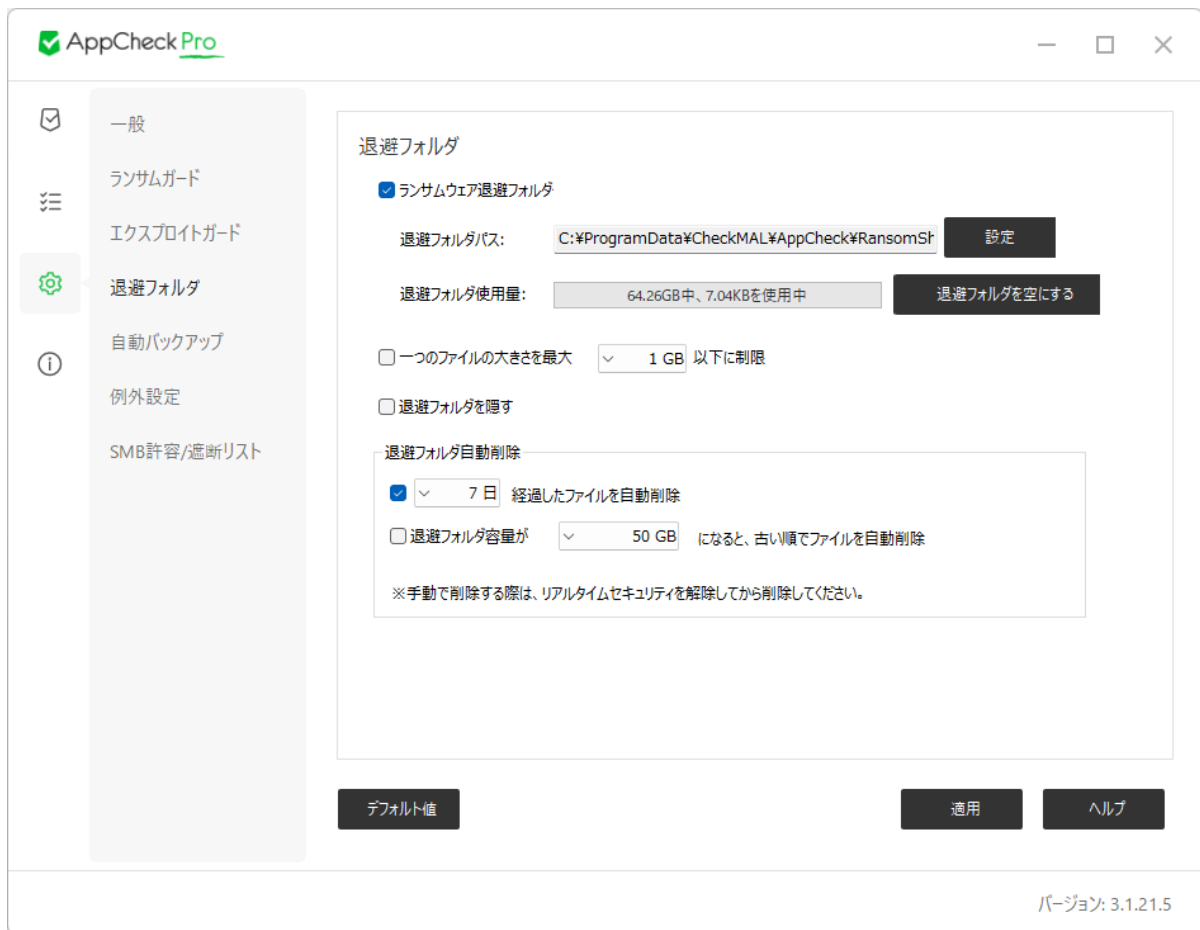 AppCheck Pro
一般
ランサムガード
エクスプロイトガード
退避フォルダ
自動バックアップ
例外設定
SMB許容/遮断リスト
退避フォルダ
ランサムウェア退避フォルダ
退避フォルダパス: C:¥ProgramData¥CheckMAL¥AppCheck¥RansomSh 設定
退避フォルダ使用量: 64.26GB中、7.04KBを使用中 退避フォルダを空にする
一つのファイルの大きさを最大 1 GB 以下に制限
退避フォルダを隠す
退避フォルダ自動削除
7 日 経過したファイルを自動削除
退避フォルダ容量が 50 GB になると、古い順でファイルを自動削除
※手動で削除する際は、リアルタイムセキュリティを解除してから削除してください。
デフォルト値 適用 ヘルプ
バージョン: 3.1.21.5